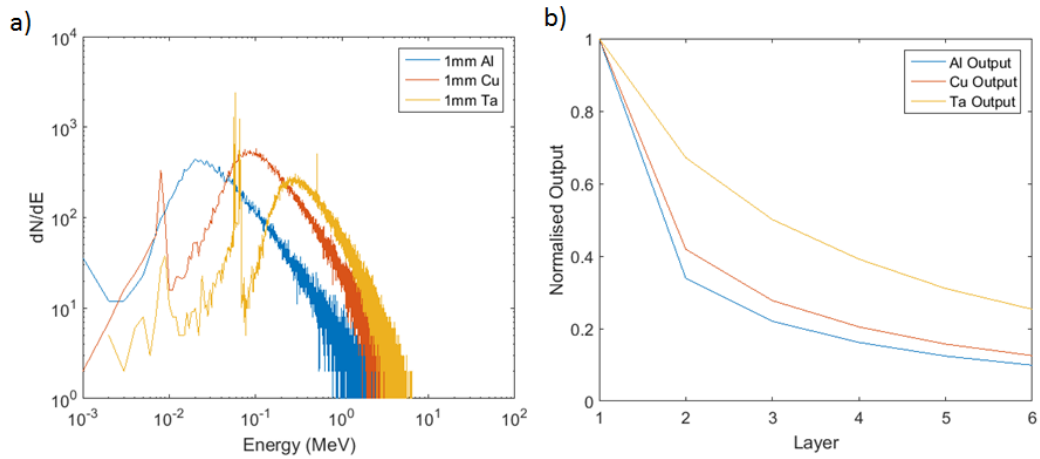 a)
dN/dE
10^4
10^3
10^2
10^1
10^0
10^-3
10^-2
10^-1
10^0
10^1
10^2
Energy (MeV)
1mm Al
1mm Cu
1mm Ta
b)
Normalised Output
1
0.8
0.6
0.4
0.2
0
1
2
3
4
5
6
Layer
Al Output
Cu Output
Ta Output